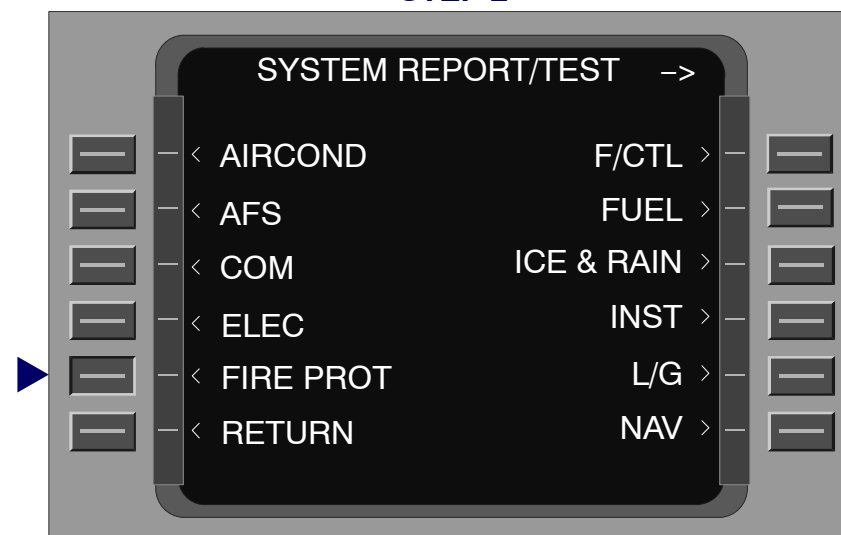 SYSTEM REPORT/TEST –>
< AIRCOND F/CTL >
< AFS FUEL >
< COM ICE & RAIN >
< ELEC INST >
< FIRE PROT L/G >
< RETURN NAV >